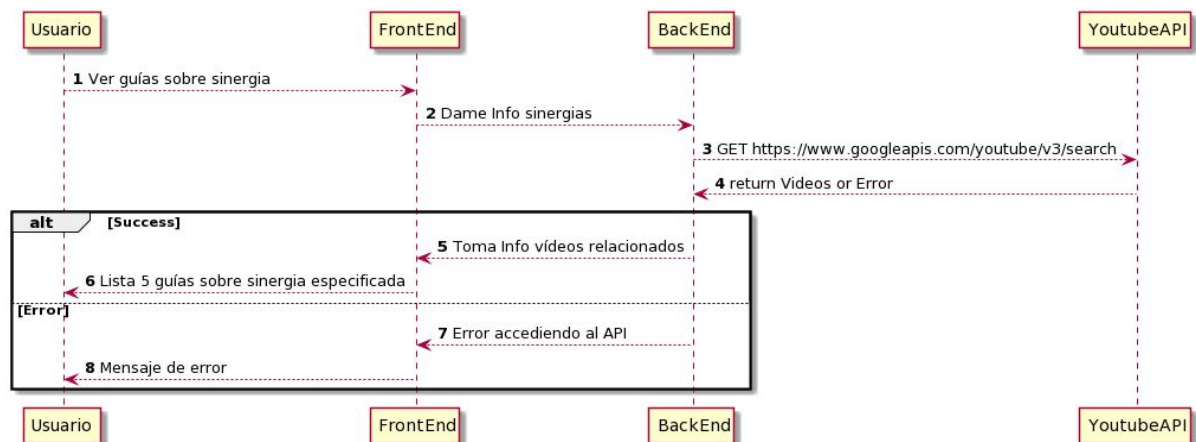 Usuario FrontEnd BackEnd YoutubeAPI
1 Ver guías sobre sinergia
2 Dame Info sinergias
3 GET https://www.googleapis.com/youtube/v3/search
4 return Videos or Error
alt [Success]
5 Toma Info vídeos relacionados
6 Lista 5 guías sobre sinergia especificada
[Error]
7 Error accediendo al API
8 Mensaje de error
Usuario FrontEnd BackEnd YoutubeAPI